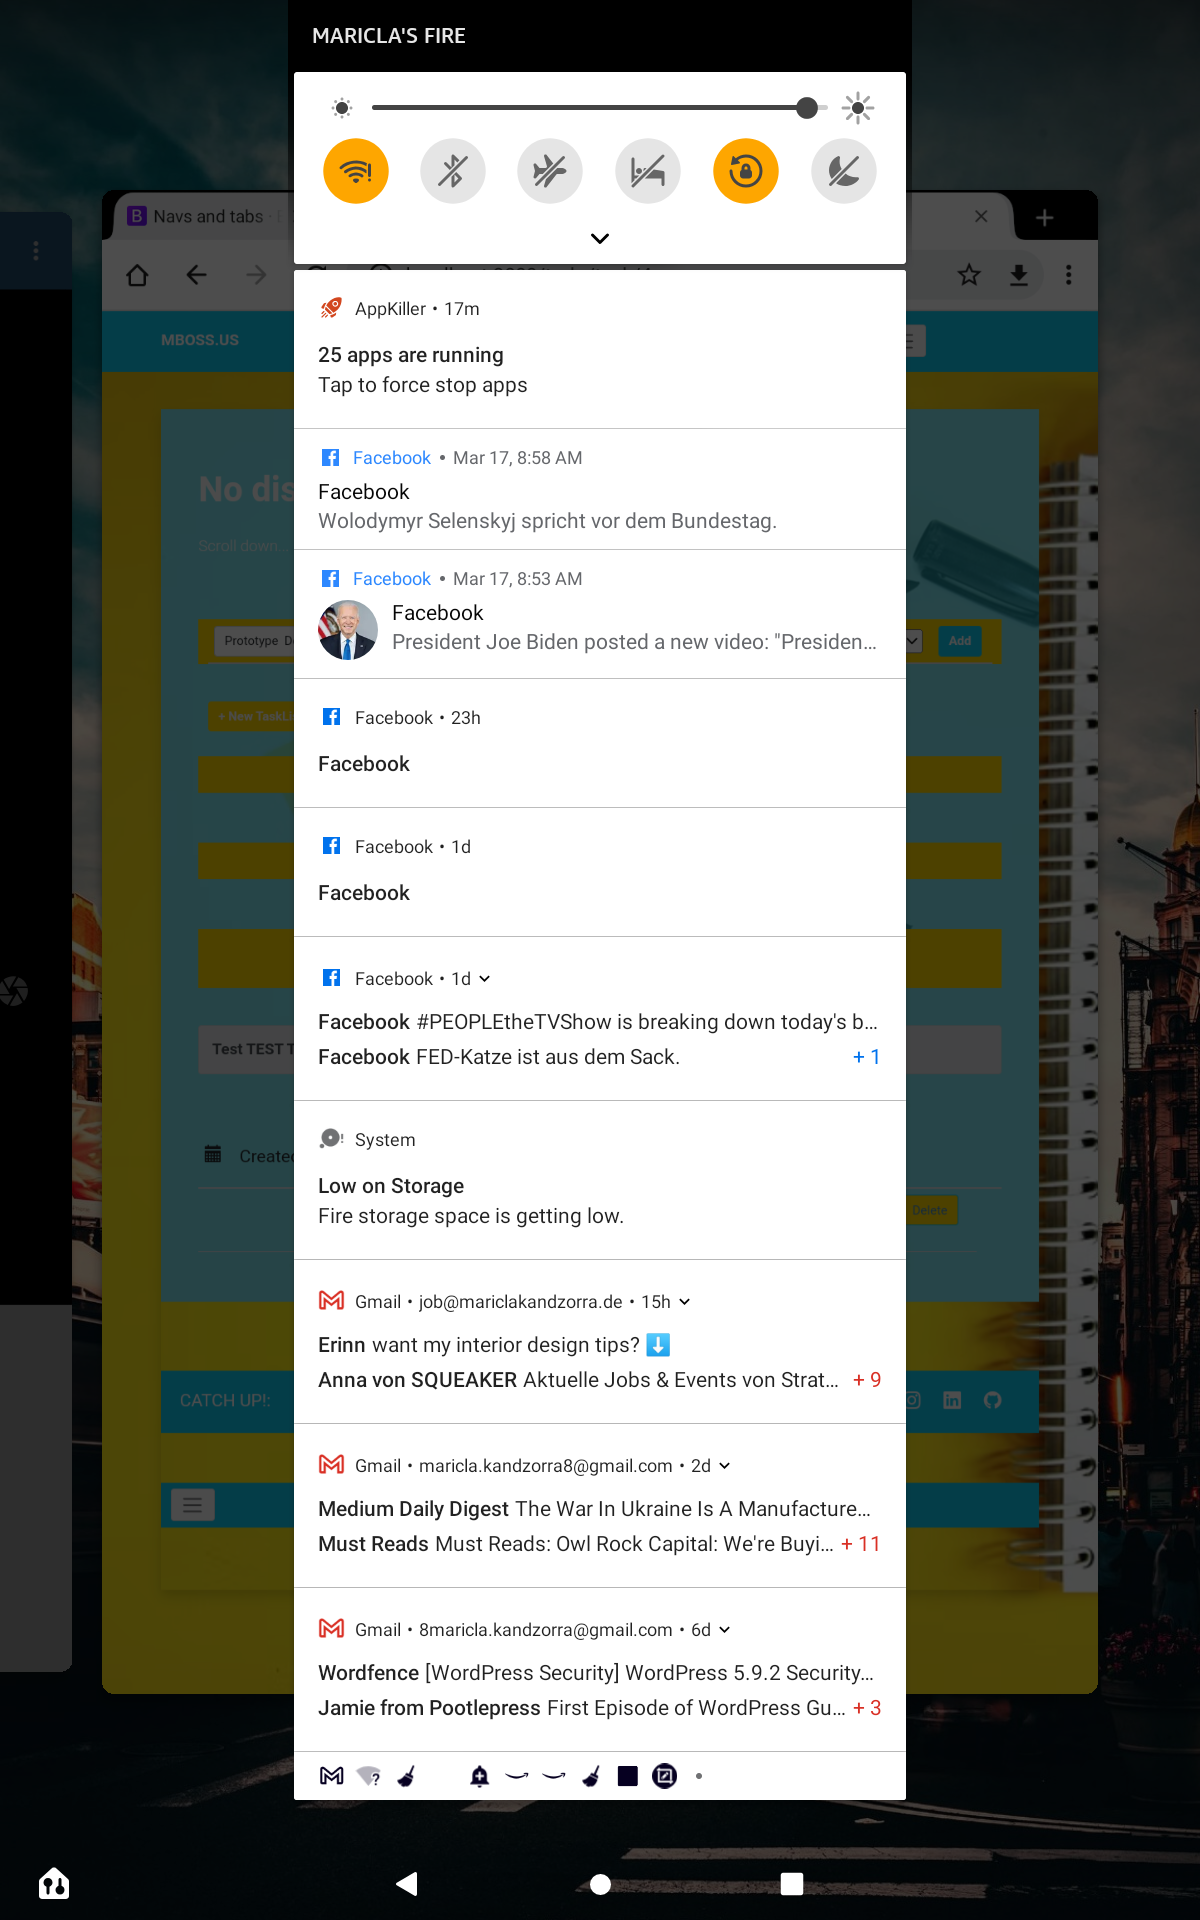 MARICLA'S FIRE
Navs and tabs
MBOSS.US
AppKiller • 17m
25 apps are running
Tap to force stop apps
Facebook • Mar 17, 8:58 AM
Facebook
Wolodymyr Selenskyj spricht vor dem Bundestag.
No dis
Scroll down...
Facebook • Mar 17, 8:53 AM
Facebook
President Joe Biden posted a new video: "Presiden...
Prototype
Add
+ New TaskLi
Facebook • 23h
Facebook
Facebook • 1d
Facebook
Facebook • 1d
Facebook #PEOPLEtheTVShow is breaking down today's b...
Facebook FED-Katze ist aus dem Sack. + 1
Test TEST T
System
Created
Low on Storage
Fire storage space is getting low.
Delete
Gmail • job@mariclakandzorra.de • 15h
Erinn want my interior design tips? ⬇️
Anna von SQUEAKER Aktuelle Jobs & Events von Strat... + 9
CATCH UP!:
Gmail • maricla.kandzorra8@gmail.com • 2d
Medium Daily Digest The War In Ukraine Is A Manufacture...
Must Reads Must Reads: Owl Rock Capital: We're Buyi... + 11
Gmail • 8maricla.kandzorra@gmail.com • 6d
Wordfence [WordPress Security] WordPress 5.9.2 Security...
Jamie from Pootlepress First Episode of WordPress Gu... + 3